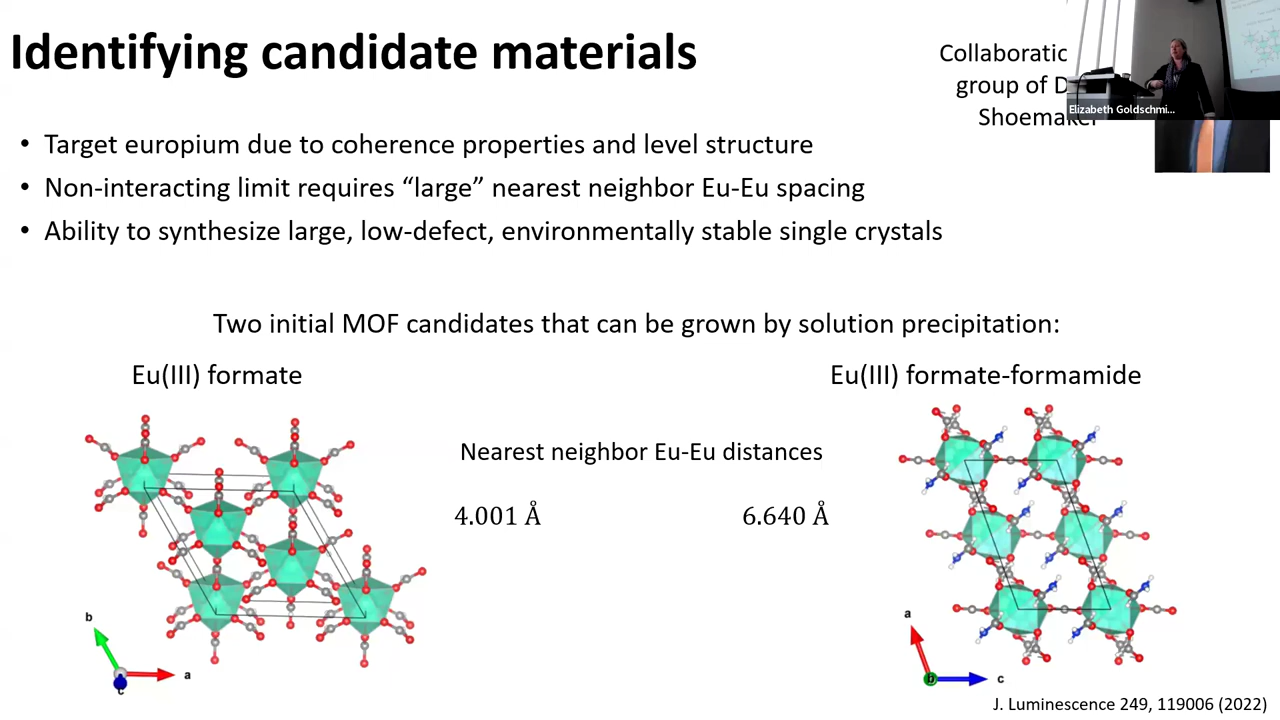 Identifying candidate materials
Collaboratic
group of D
Shoemaker
Elizabeth Goldschmi...
• Target europium due to coherence properties and level structure
• Non-interacting limit requires “large” nearest neighbor Eu-Eu spacing
• Ability to synthesize large, low-defect, environmentally stable single crystals
Two initial MOF candidates that can be grown by solution precipitation:
Eu(III) formate
Eu(III) formate-formamide
Nearest neighbor Eu-Eu distances
4.001 Å
6.640 Å
b
a
c
a
b
c
J. Luminescence 249, 119006 (2022)